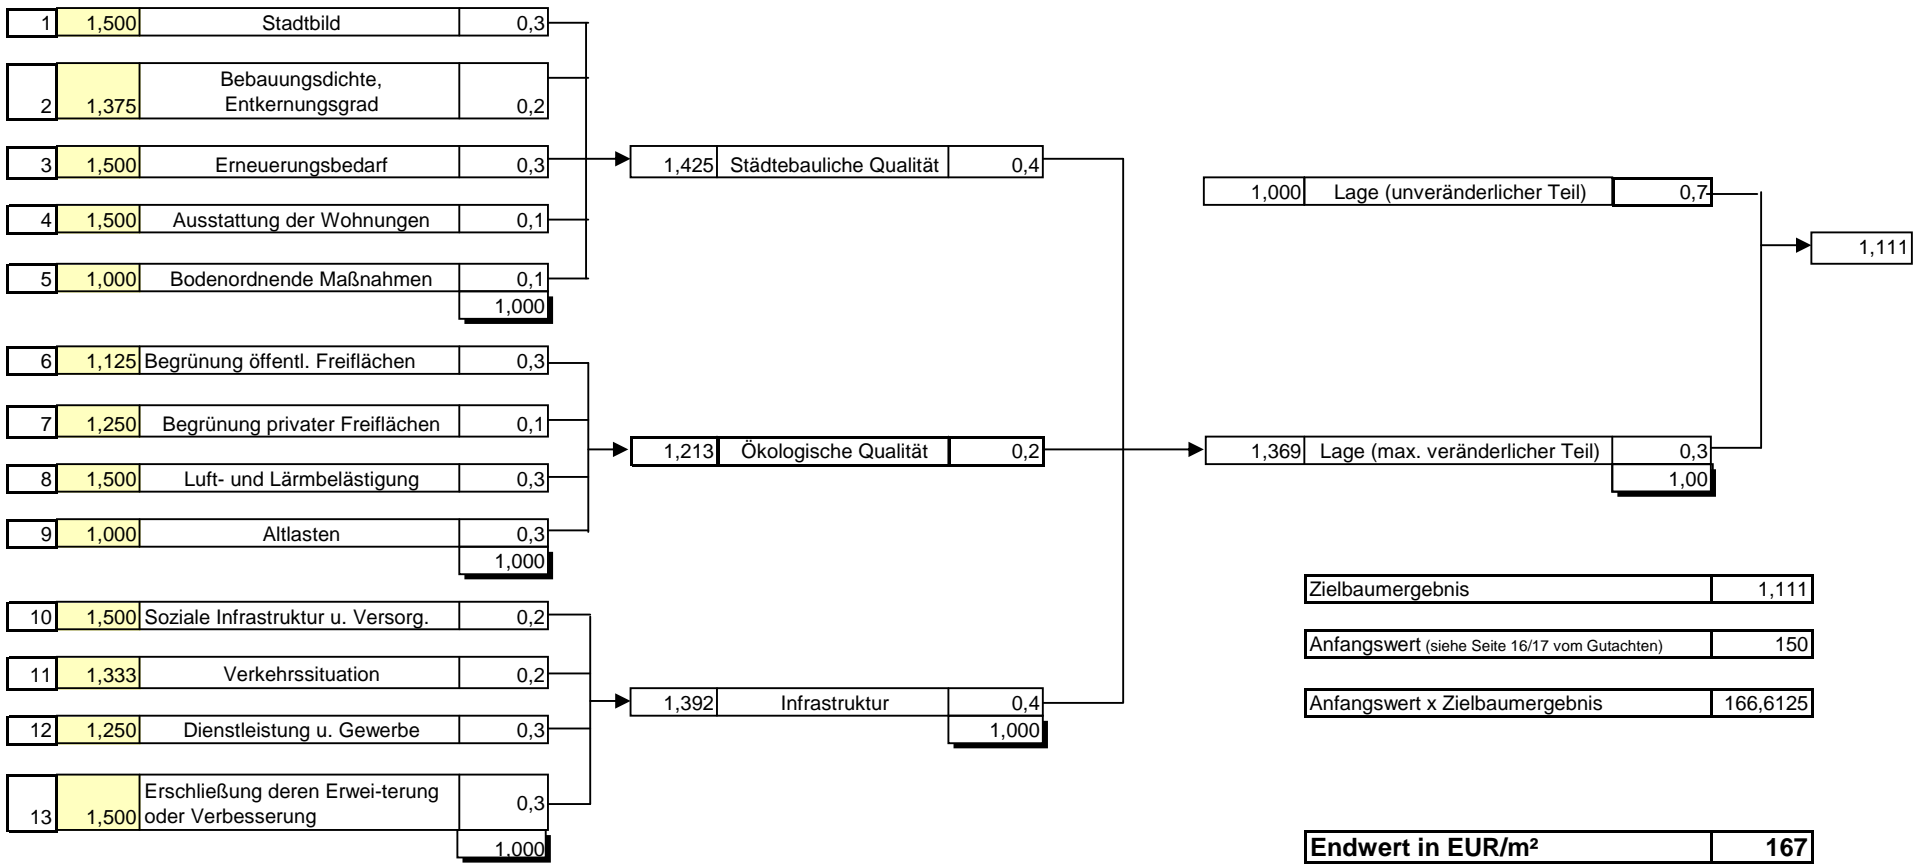 1 1,500 Stadtbild 0,3
Bebauungsdichte,
2 1,375 Entkernungsgrad 0,2
3 1,500 Erneuerungsbedarf 0,3
4 1,500 Ausstattung der Wohnungen 0,1
5 1,000 Bodenordnende Maßnahmen 0,1
1,000
6 1,125 Begrünung öffentl. Freiflächen 0,3
7 1,250 Begrünung privater Freiflächen 0,1
8 1,500 Luft- und Lärmbelästigung 0,3
9 1,000 Altlasten 0,3
1,000
10 1,500 Soziale Infrastruktur u. Versorg. 0,2
11 1,333 Verkehrssituation 0,2
12 1,250 Dienstleistung u. Gewerbe 0,3
Erschließung deren Erwei-terung 0,3
13 1,500 oder Verbesserung
1,000
1,425 Städtebauliche Qualität 0,4
1,213 Ökologische Qualität 0,2
1,392 Infrastruktur 0,4
1,000
1,000 Lage (unveränderlicher Teil) 0,7
1,369 Lage (max. veränderlicher Teil) 0,3
1,00
1,111
Zielbaumergebnis 1,111
Anfangswert (siehe Seite 16/17 vom Gutachten) 150
Anfangswert x Zielbaumergebnis 166,6125
Endwert in EUR/m² 167